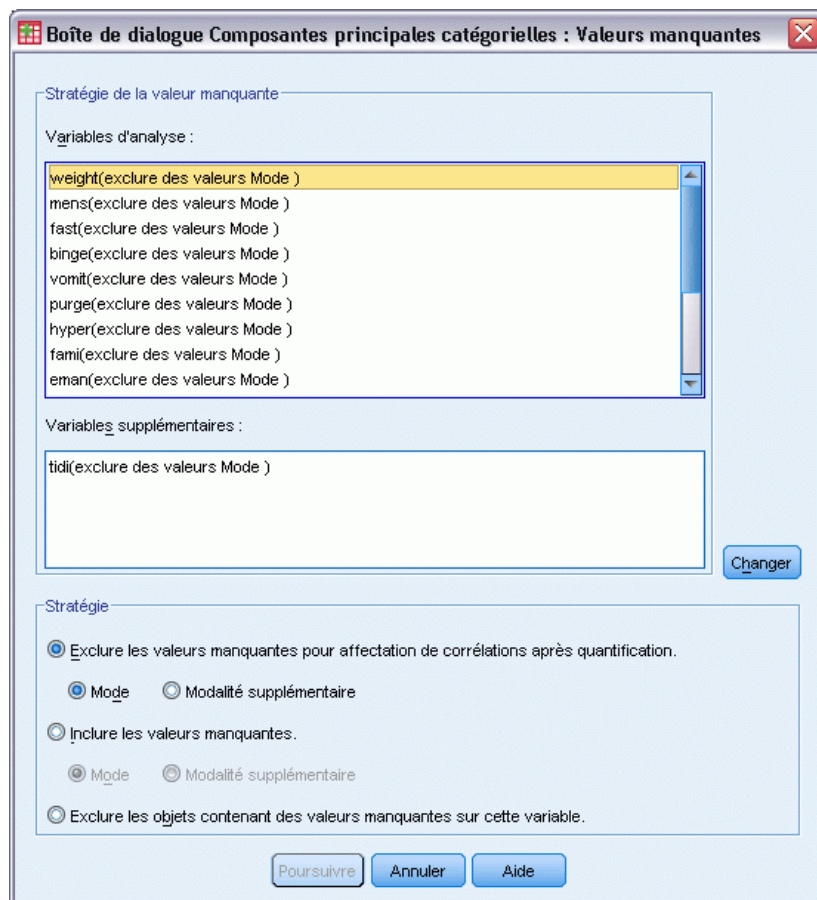 Boîte de dialogue Composantes principales catégorielles : Valeurs manquantes
Stratégie de la valeur manquante
Variables d'analyse :
weight(exclure des valeurs Mode )
mens(exclure des valeurs Mode )
fast(exclure des valeurs Mode )
binge(exclure des valeurs Mode )
vomit(exclure des valeurs Mode )
purge(exclure des valeurs Mode )
hyper(exclure des valeurs Mode )
fami(exclure des valeurs Mode )
eman(exclure des valeurs Mode )
Variables supplémentaires :
tidi(exclure des valeurs Mode )
Changer
Stratégie
Exclure les valeurs manquantes pour affectation de corrélations après quantification.
Mode Modalité supplémentaire
Inclure les valeurs manquantes.
Mode Modalité supplémentaire
Exclure les objets contenant des valeurs manquantes sur cette variable.
Poursuivre Annuler Aide